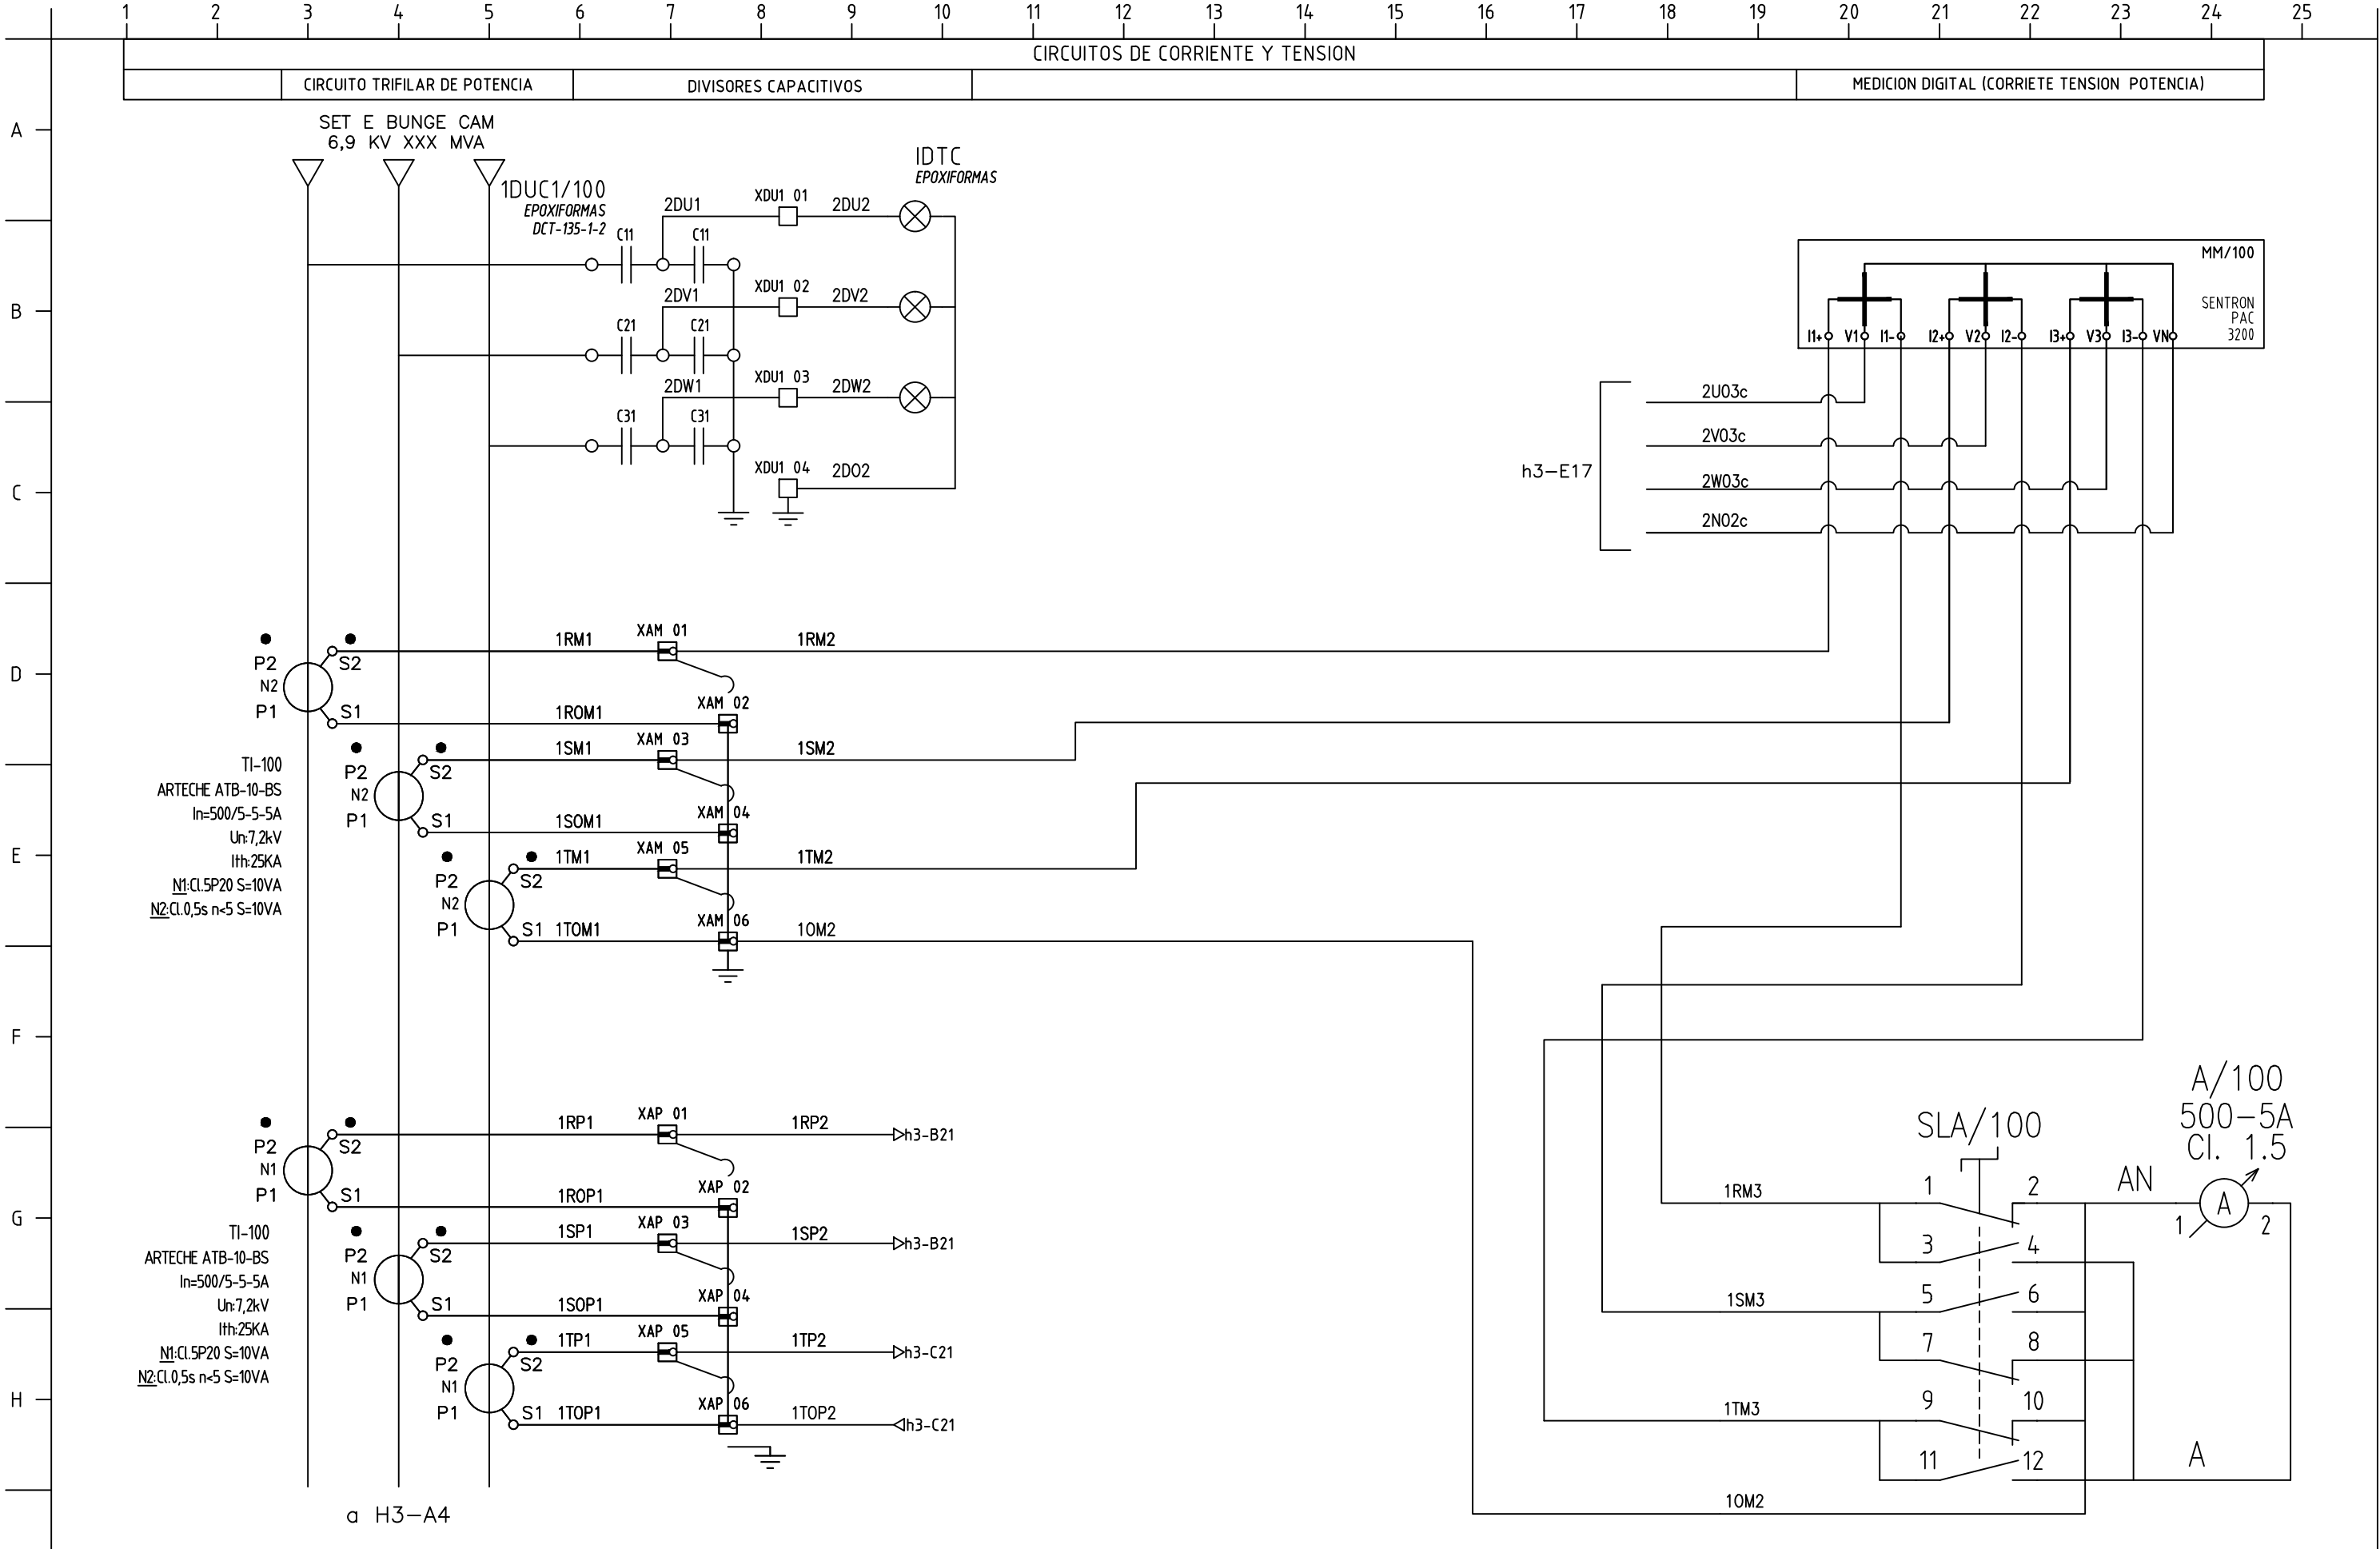 1 2 3 4 5 6 7 8 9 10 11 12 13 14 15 16 17 18 19 20 21 22 23 24 25
CIRCUITOS DE CORRIENTE Y TENSION
CIRCUITO TRIFILAR DE POTENCIA
DIVISORES CAPACITIVOS
MEDICION DIGITAL (CORRIETE TENSION POTENCIA)
A
B
C
D
E
F
G
H
SET E BUNGE CAM
6,9 KV XXX MVA
1DUC1/100
EPOXIFORMAS
DCT-135-1-2
IDTC
EPOXIFORMAS
2DU1
XDU1 01
2DU2
C11
C11
2DV1
XDU1 02
2DV2
C21
C21
2DW1
XDU1 03
2DW2
C31
C31
XDU1 04
2DO2
MM/100
SENTRON
PAC
3200
I1+ V1 I1- I2+ V2 I2- I3+ V3 I3- VN
2U03c
2V03c
h3-E17
2W03c
2N02c
P2
N2
P1
S2
S1
1RM1
XAM 01
1RM2
1ROM1
XAM 02
P2
N2
P1
S2
S1
1SM1
XAM 03
1SM2
1SOM1
XAM 04
P2
N2
P1
S2
S1
1TM1
XAM 05
1TM2
1TOM1
XAM 06
1OM2
TI-100
ARTECHE ATB-10-BS
In=500/5-5-5A
Un:7,2kV
Ith:25KA
N1:Cl.5P20 S=10VA
N2:Cl.0,5s n<5 S=10VA
P2
N1
P1
S2
S1
1RP1
XAP 01
1RP2
h3-B21
1ROP1
XAP 02
P2
N1
P1
S2
S1
1SP1
XAP 03
1SP2
h3-B21
1SOP1
XAP 04
P2
N1
P1
S2
S1
1TP1
XAP 05
1TP2
h3-C21
1TOP1
XAP 06
1TOP2
h3-C21
TI-100
ARTECHE ATB-10-BS
In=500/5-5-5A
Un:7,2kV
Ith:25KA
N1:Cl.5P20 S=10VA
N2:Cl.0,5s n<5 S=10VA
a H3-A4
SLA/100
A/100
500-5A
Cl. 1.5
1RM3
1 2
AN
A
1 2
3 4
1SM3
5 6
7 8
1TM3
9 10
11 12
A
1OM2